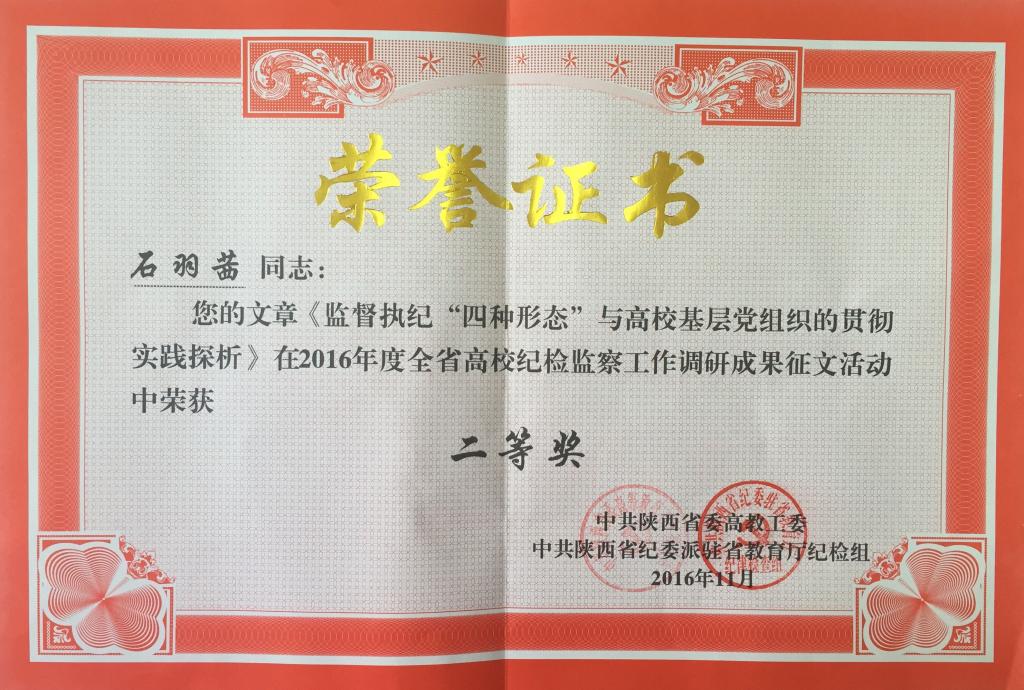 荣誉证书
石羽茜 同志：
您的文章《监督执纪“四种形态”与高校基层党组织的贯彻
实践探析》在2016年度全省高校纪检监察工作调研成果征文活动
中荣获
二等奖
中共陕西省委高教工委
中共陕西省纪委派驻省教育厅纪检组
2016年11月